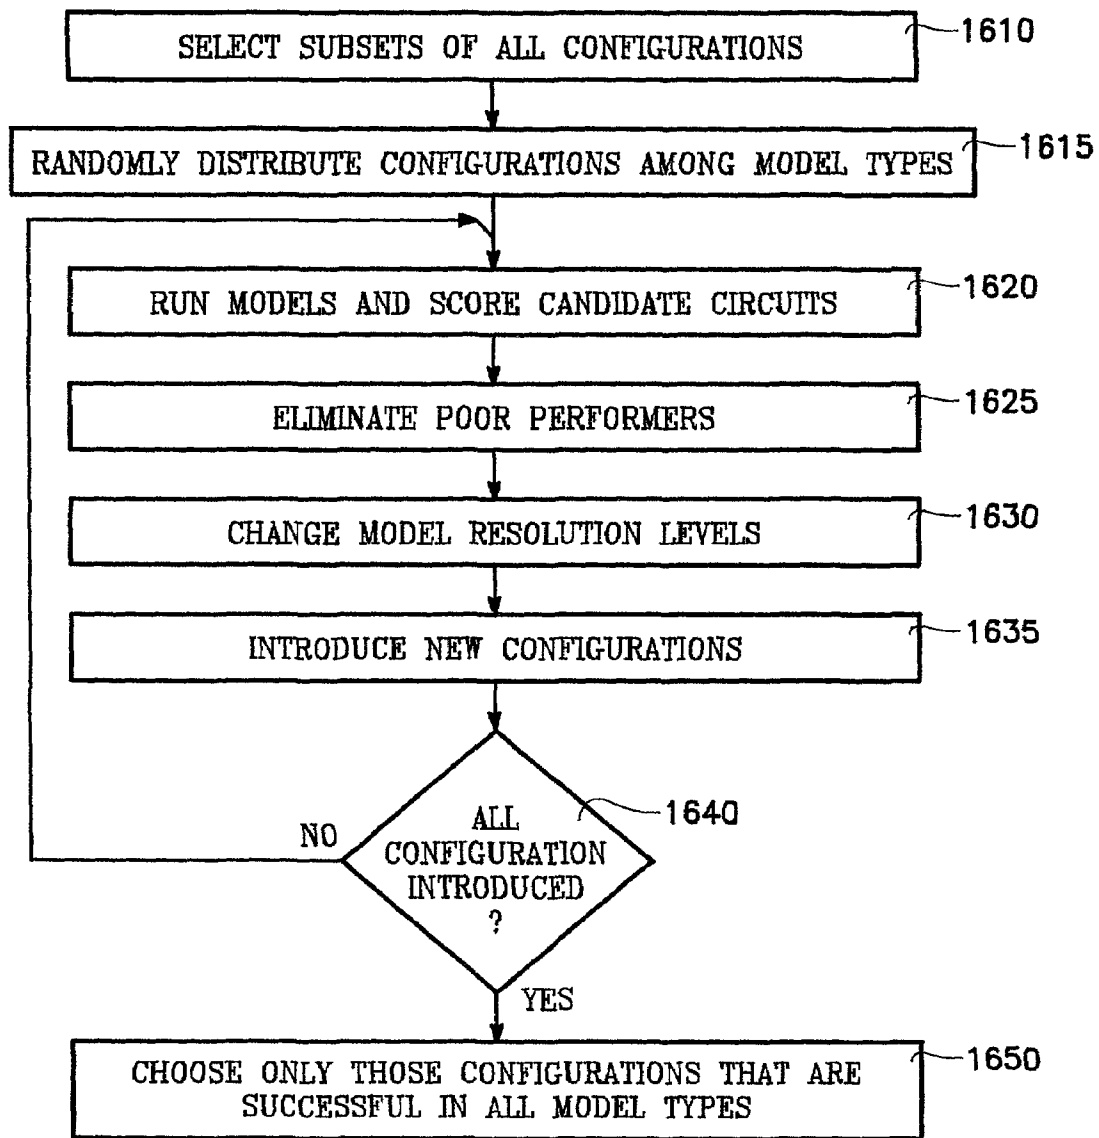 SELECT SUBSETS OF ALL CONFIGURATIONS
1610
RANDOMLY DISTRIBUTE CONFIGURATIONS AMONG MODEL TYPES
1615
RUN MODELS AND SCORE CANDIDATE CIRCUITS
1620
ELIMINATE POOR PERFORMERS
1625
CHANGE MODEL RESOLUTION LEVELS
1630
INTRODUCE NEW CONFIGURATIONS
1635
ALL
CONFIGURATION
INTRODUCED
?
1640
NO
YES
CHOOSE ONLY THOSE CONFIGURATIONS THAT ARE
SUCCESSFUL IN ALL MODEL TYPES
1650